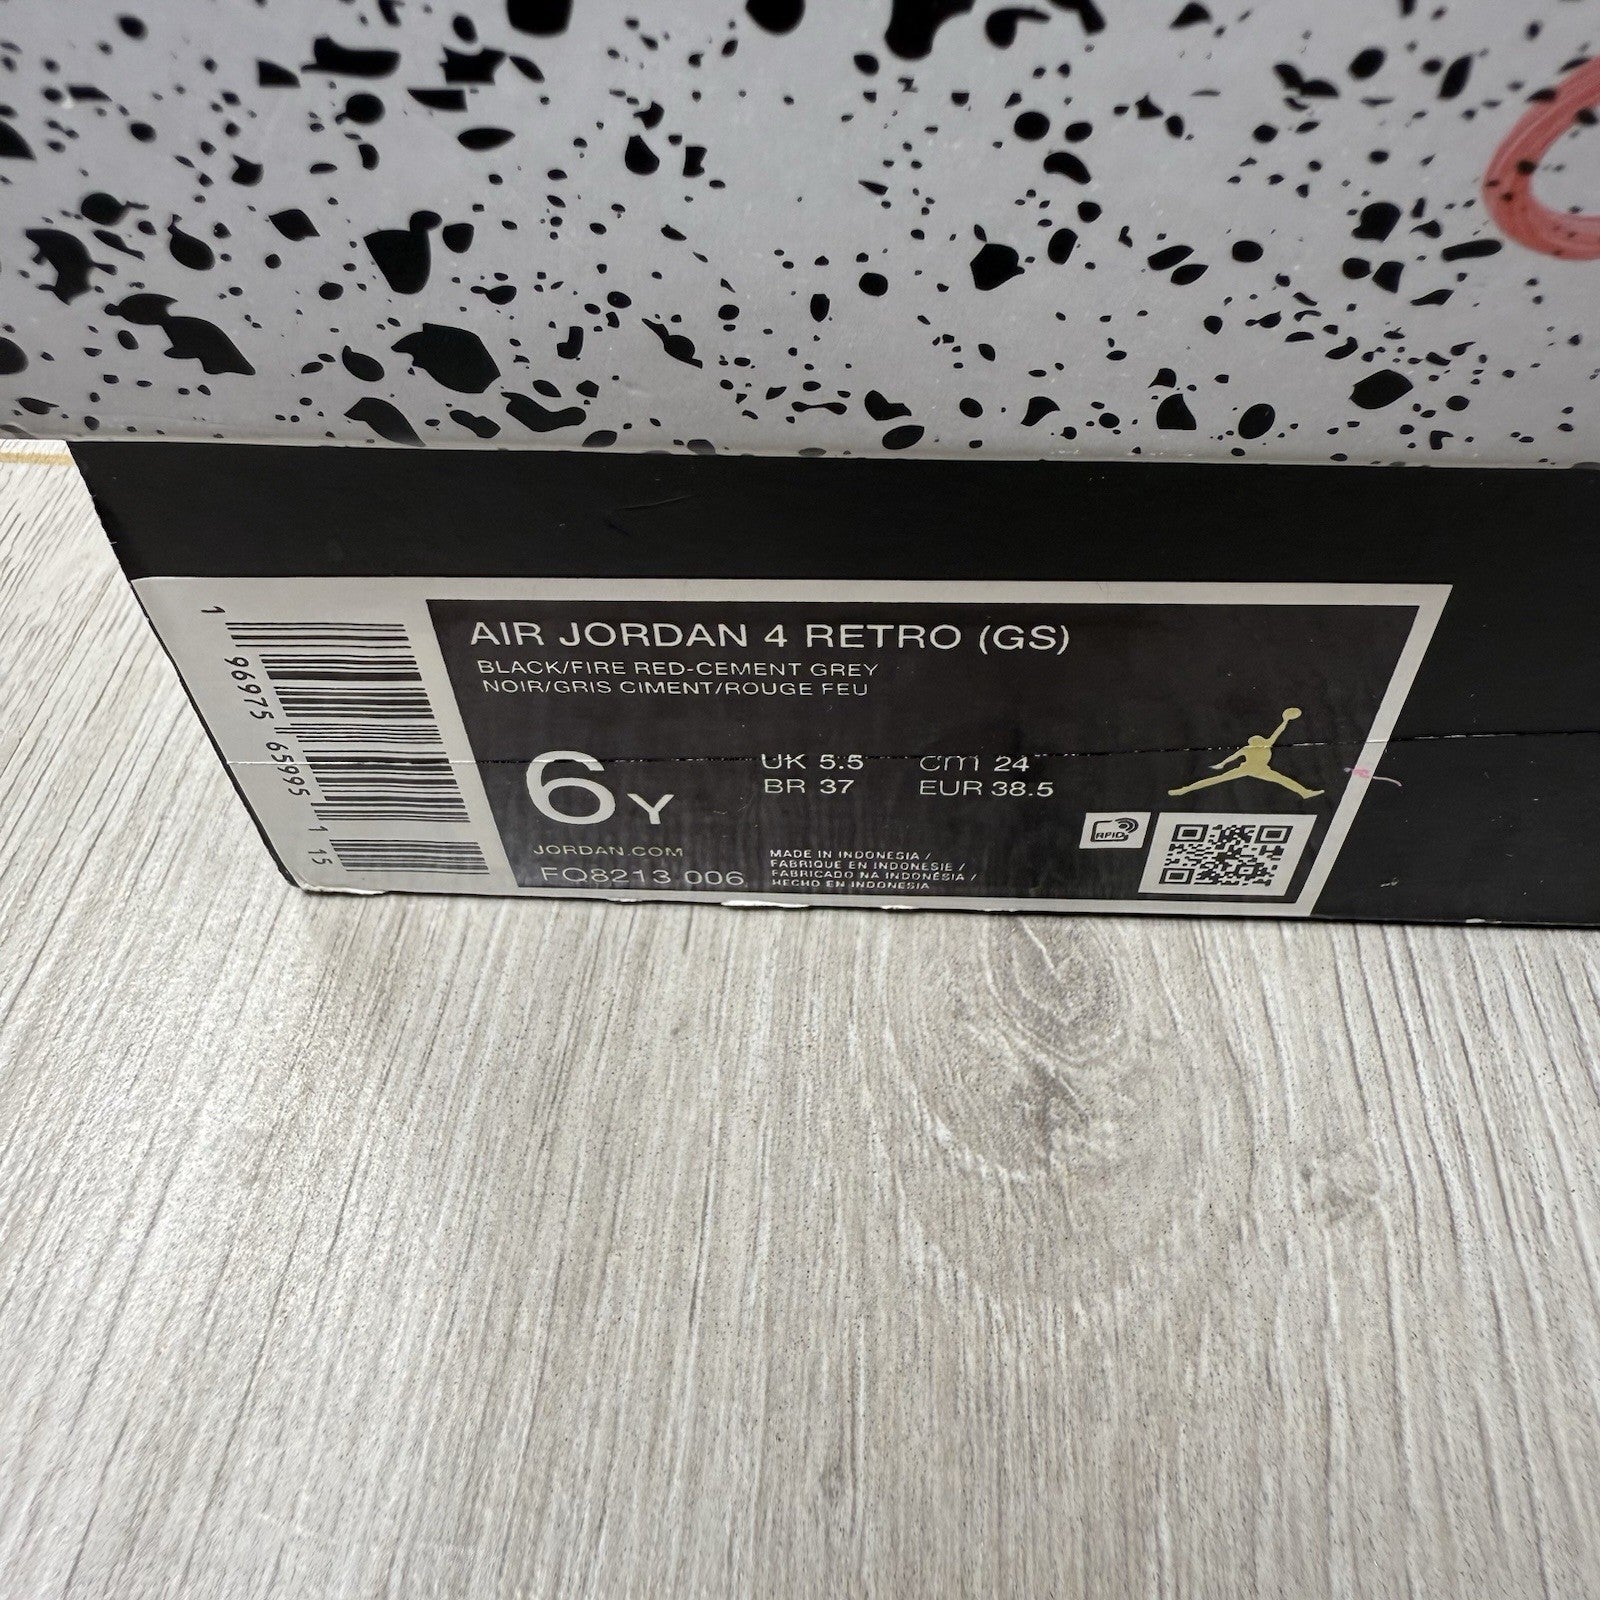 AIR JORDAN 4 RETRO (GS)
BLACK/FIRE RED-CEMENT GREY
NOIR/GRIS CIMENT/ROUGE FEU
6Y
UK 5.5 cm 24
BR 37 EUR 38.5
JORDAN.COM
FQ8213 006
MADE IN INDONESIA /
FABRIQUE EN INDONESIE /
FABRICADO NA INDONÉSIA /
HECHO EN INDONESIA
RFID
1 96975 65995 1 15